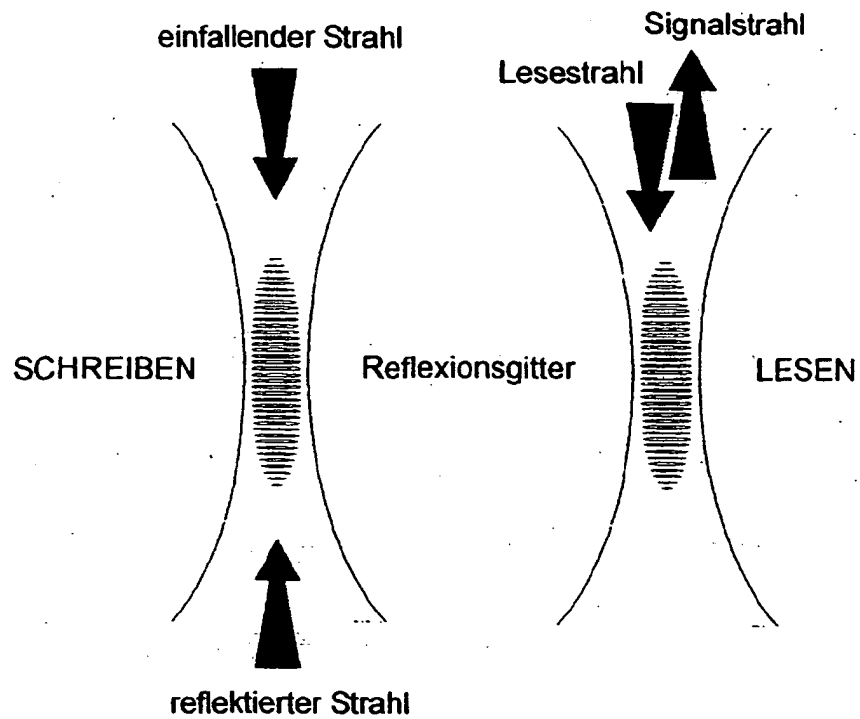 einfallender Strahl
Signalstrahl
Lesestrahl
SCHREIBEN
Reflexionsgitter
LESEN
reflektierter Strahl